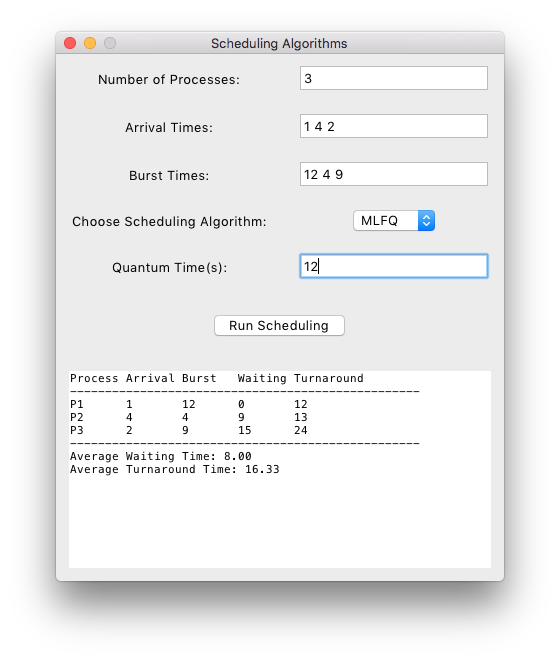 Scheduling Algorithms
Number of Processes: 3
Arrival Times: 1 4 2
Burst Times: 12 4 9
Choose Scheduling Algorithm: MLFQ
Quantum Time(s): 12
Run Scheduling
Process Arrival Burst Waiting Turnaround
--------------------------------------------------
P1 1 12 0 12
P2 4 4 9 13
P3 2 9 15 24
--------------------------------------------------
Average Waiting Time: 8.00
Average Turnaround Time: 16.33